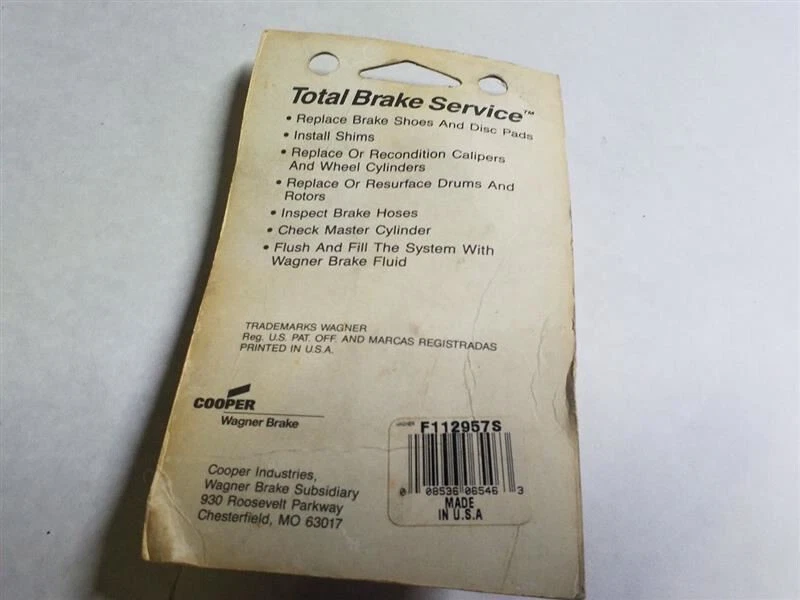 Total Brake Service™
• Replace Brake Shoes And Disc Pads
• Install Shims
• Replace Or Recondition Calipers
And Wheel Cylinders
• Replace Or Resurface Drums And
Rotors
• Inspect Brake Hoses
• Check Master Cylinder
• Flush And Fill The System With
Wagner Brake Fluid
TRADEMARKS WAGNER
Reg. U.S. PAT. OFF. AND MARCAS REGISTRADAS
PRINTED IN U.S.A.
COOPER
Wagner Brake
Cooper Industries,
Wagner Brake Subsidiary
930 Roosevelt Parkway
Chesterfield, MO 63017
WAGNER F112957S
0 08536 06546 3
MADE
IN U.S.A